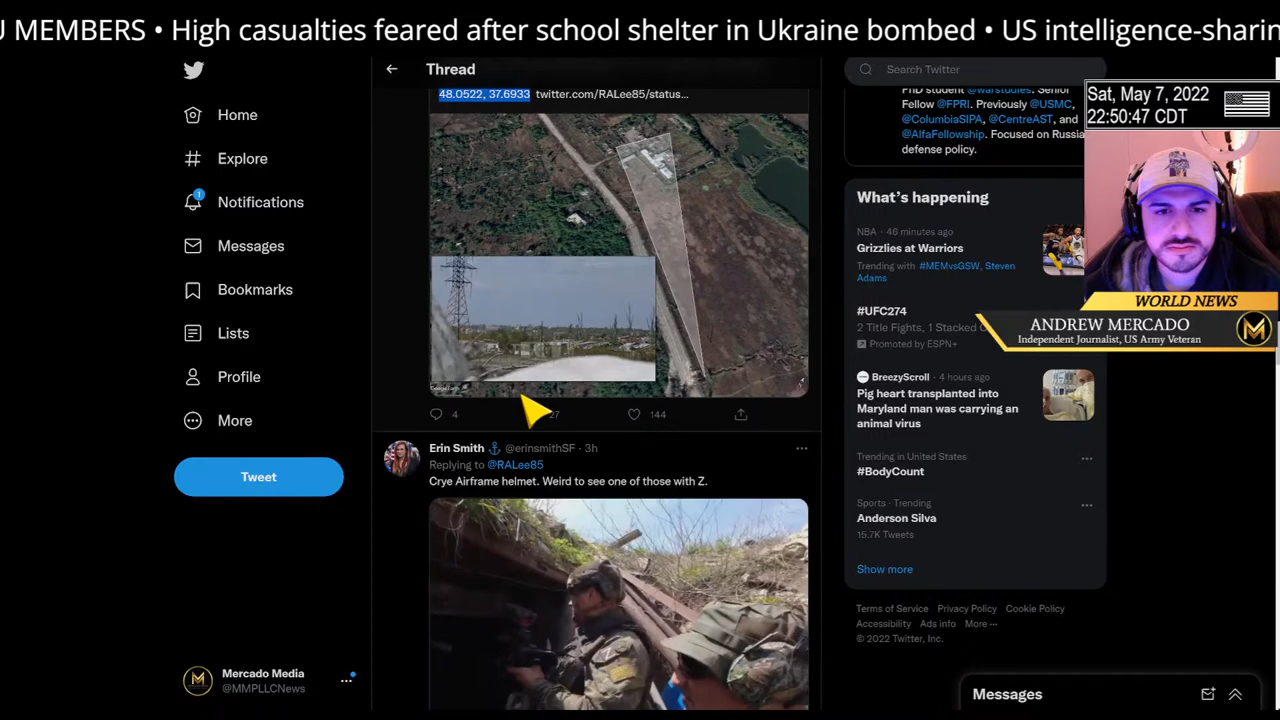 U MEMBERS • High casualties feared after school shelter in Ukraine bombed • US intelligence-sharin
Home
Explore
1
Notifications
Messages
Bookmarks
Lists
Profile
More
Tweet
Mercado Media
@MMPLLCNews
Thread
48.0522, 37.6933 twitter.com/RALee85/status...
4
27
144
Erin Smith @erinsmithSF · 3h
Replying to @RALee85
Crye Airframe helmet. Weird to see one of those with Z.
Z
Search Twitter
PhD student @warstudies. Senior
Fellow @FPRI. Previously @USMC,
@ColumbiaSIPA, @CentreAST, and
@AlfaFellowship. Focused on Russia
defense policy.
What's happening
NBA · 46 minutes ago
Grizzlies at Warriors
Trending with #MEMvsGSW, Steven
Adams
#UFC274
2 Title Fights, 1 Stacked
Promoted by ESPN+
BreezyScroll · 4 hours ago
Pig heart transplanted into
Maryland man was carrying an
animal virus
Trending in United States
#BodyCount
Sports · Trending
Anderson Silva
15.7K Tweets
Show more
Terms of Service Privacy Policy Cookie Policy
Accessibility Ads info More ...
© 2022 Twitter, Inc.
Messages
Sat, May 7, 2022
22:50:47 CDT
WORLD NEWS
ANDREW MERCADO
Independent Journalist, US Army Veteran